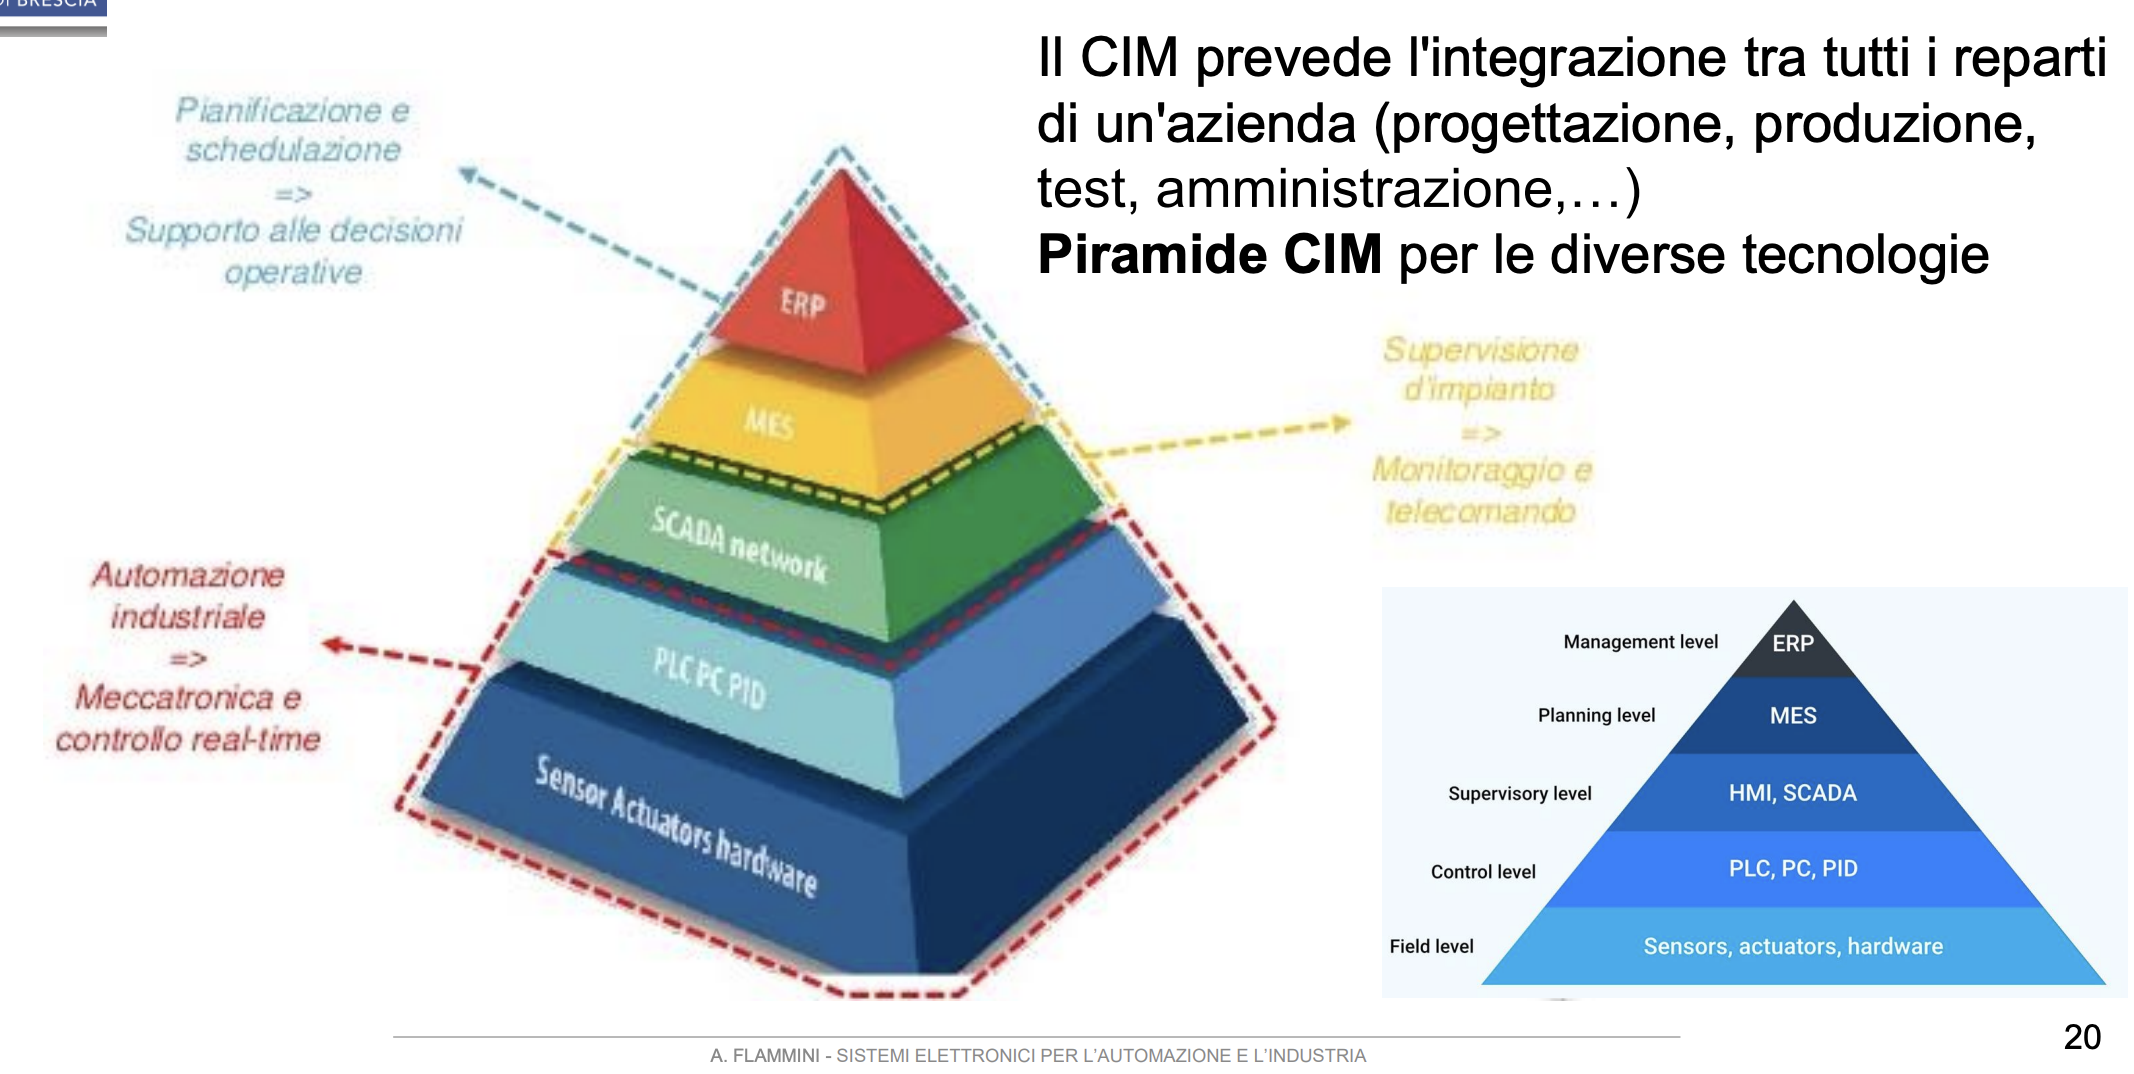 DI BRESCIA
Il CIM prevede l'integrazione tra tutti i reparti
di un'azienda (progettazione, produzione,
test, amministrazione,…)
Piramide CIM per le diverse tecnologie
Pianificazione e
schedulazione
=>
Supporto alle decisioni
operative
ERP
MES
SCADA network
PLC PC PID
Sensor Actuators hardware
Supervisione
d'impianto
=>
Monitoraggio e
telecomando
Automazione
industriale
=>
Meccatronica e
controllo real-time
Management level ERP
Planning level MES
Supervisory level HMI, SCADA
Control level PLC, PC, PID
Field level Sensors, actuators, hardware
A. FLAMMINI - SISTEMI ELETTRONICI PER L'AUTOMAZIONE E L'INDUSTRIA
20